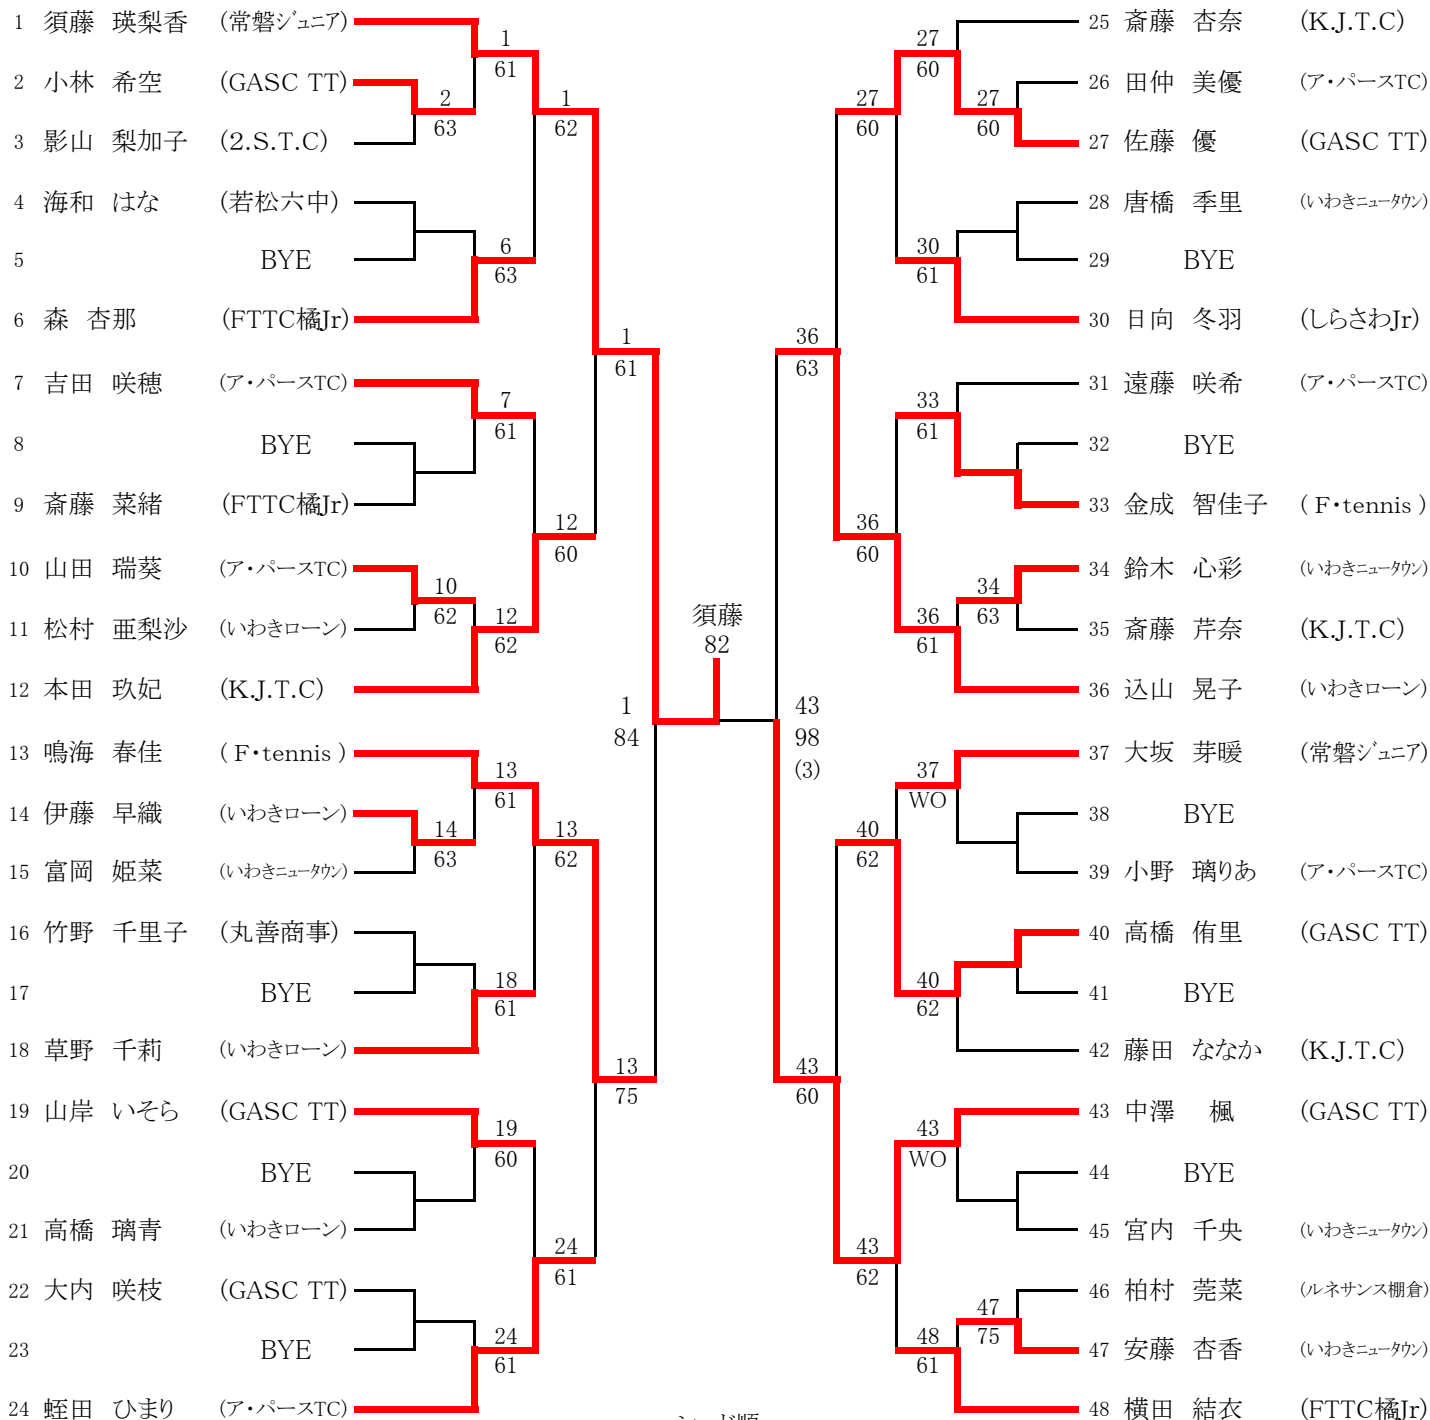 1 須藤 瑛梨香 (常磐ジュニア)
2 小林 希空 (GASC TT)
3 影山 梨加子 (2.S.T.C)
4 海和 はな (若松六中)
5 BYE
6 森 杏那 (FTTC橘Jr)
7 吉田 咲穂 (ア・パースTC)
8 BYE
9 斎藤 菜緒 (FTTC橘Jr)
10 山田 瑞葵 (ア・パースTC)
11 松村 亜梨沙 (いわきローン)
12 本田 玖妃 (K.J.T.C)
13 鳴海 春佳 ( F・tennis )
14 伊藤 早織 (いわきローン)
15 富岡 姫菜 (いわきニュータウン)
16 竹野 千里子 (丸善商事)
17 BYE
18 草野 千莉 (いわきローン)
19 山岸 いそら (GASC TT)
20 BYE
21 高橋 璃青 (いわきローン)
22 大内 咲枝 (GASC TT)
23 BYE
24 蛭田 ひまり (ア・パースTC)
2
63
10
62
14
63
1
61
6
63
7
61
12
62
13
61
18
61
19
60
24
61
1
62
12
60
13
62
24
61
1
61
13
75
1
84
須藤
82
43
98
(3)
36
63
43
60
27
60
36
60
40
62
43
62
27
60
30
61
33
61
36
61
37
WO
40
62
43
WO
48
61
27
60
34
63
47
75
25 斎藤 杏奈 (K.J.T.C)
26 田仲 美優 (ア・パースTC)
27 佐藤 優 (GASC TT)
28 唐橋 季里 (いわきニュータウン)
29 BYE
30 日向 冬羽 (しらさわJr)
31 遠藤 咲希 (ア・パースTC)
32 BYE
33 金成 智佳子 ( F・tennis )
34 鈴木 心彩 (いわきニュータウン)
35 斎藤 芹奈 (K.J.T.C)
36 込山 晃子 (いわきローン)
37 大坂 芽暖 (常磐ジュニア)
38 BYE
39 小野 璃りあ (ア・パースTC)
40 高橋 侑里 (GASC TT)
41 BYE
42 藤田 ななか (K.J.T.C)
43 中澤 楓 (GASC TT)
44 BYE
45 宮内 千央 (いわきニュータウン)
46 柏村 莞菜 (ルネサンス棚倉)
47 安藤 杏香 (いわきニュータウン)
48 横田 結衣 (FTTC橘Jr)